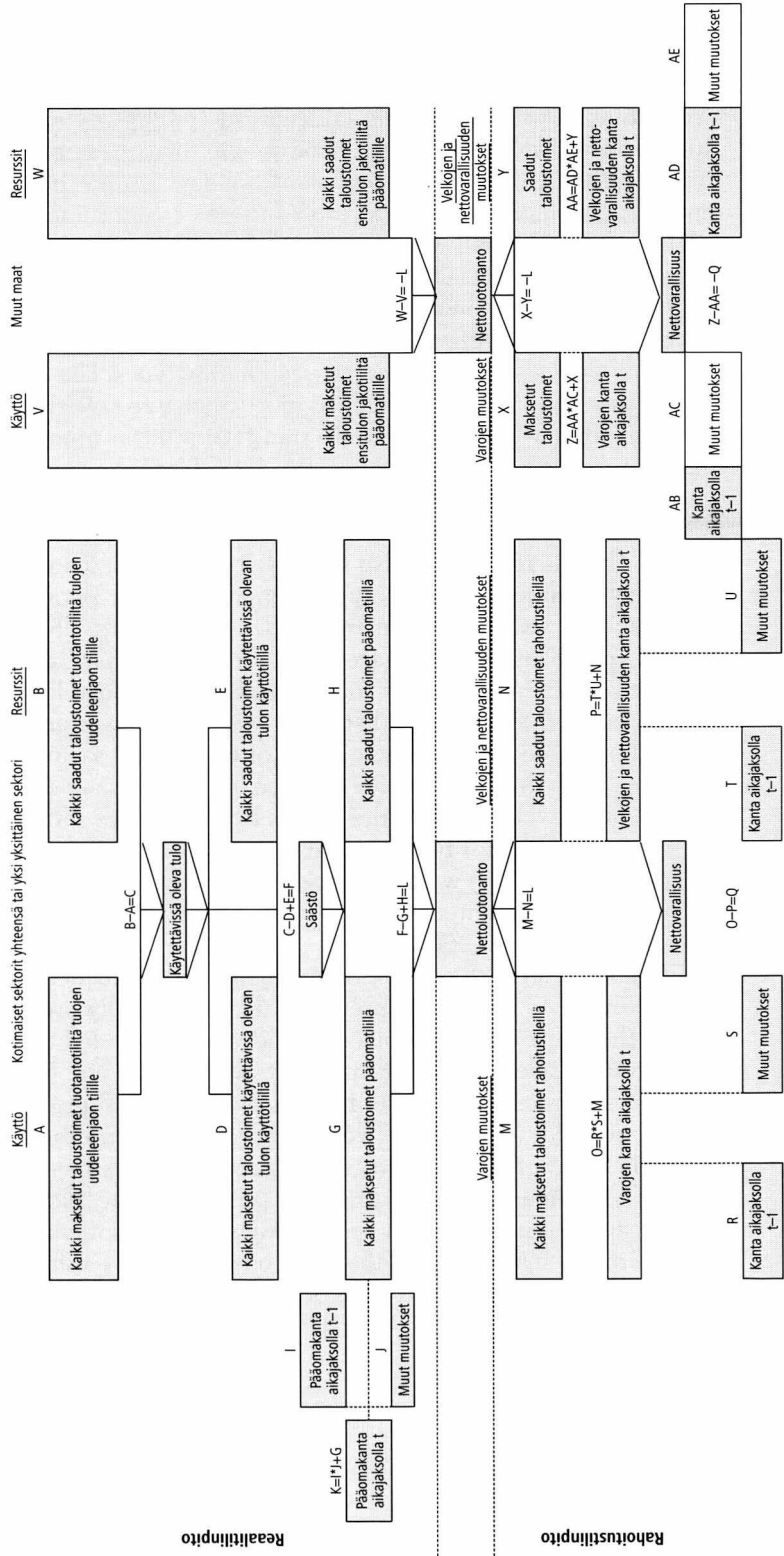 Kotimaiset sektorit yhteensä tai yksi yksittäinen sektori
Muut maat
Käyttö
Resurssit
Käyttö
Resurssit
A
B
V
W
Kaikki maksetut taloustoimet tuotantotililtä tulojen
uudelleenjaon tilille
Kaikki saadut taloustoimet tuotantotililtä tulojen
uudelleenjaon tilille
B–A=C
Käytettävissä oleva tulo
D
E
Kaikki maksetut taloustoimet käytettävissä olevan
tulon käyttötilillä
Kaikki saadut taloustoimet käytettävissä olevan
tulon käyttötilillä
C–D+E=F
Säästö
G
H
Kaikki maksetut taloustoimet pääomatilillä
Kaikki saadut taloustoimet pääomatilillä
F–G+H=L
I
Pääomakanta
aikajaksolla t–1
J
Muut muutokset
K=I*J+G
Pääomakanta
aikajaksolla t
Reaalitilinpito
Kaikki maksetut
taloustoimet
ensitulon jakotililtä
pääomatilille
Kaikki saadut
taloustoimet
ensitulon jakotililtä
pääomatilille
W–V= –L
Varojen muutokset
Nettoluotonanto
Velkojen ja nettovarallisuuden muutokset
Varojen muutokset
Nettoluotonanto
Velkojen ja
nettovarallisuuden
muutokset
M
N
X
Y
Kaikki maksetut taloustoimet rahoitustileillä
M–N=L
Kaikki saadut taloustoimet rahoitustileillä
Maksetut
taloustoimet
X–Y= –L
Saadut
taloustoimet
O=R*S+M
P=T*U+N
Z=AA*AC+X
AA=AD*AE+Y
Varojen kanta aikajaksolla t
Velkojen ja nettovarallisuuden kanta aikajaksolla t
Varojen kanta
aikajaksolla t
Velkojen ja netto-
varallisuuden kanta
aikajaksolla t
Nettovarallisuus
Nettovarallisuus
O–P=Q
Z–AA= –Q
R
S
T
U
AB
AC
AD
AE
Kanta aikajaksolla
t–1
Muut muutokset
Kanta aikajaksolla
t–1
Muut muutokset
Kanta
aikajaksolla
t–1
Muut muutokset
Kanta aikajaksolla t–1
Muut muutokset
Rahoitustilinpito